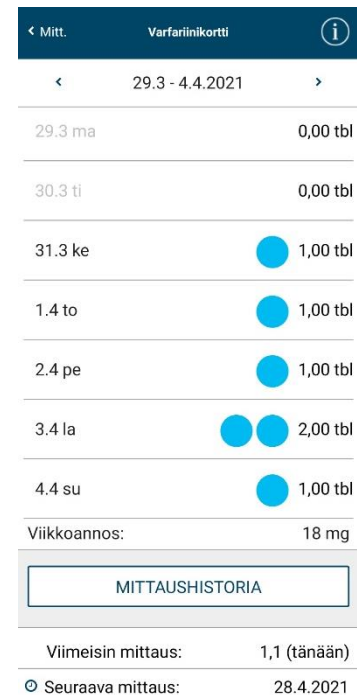 Mitt. Varfariinikortti
29.3 - 4.4.2021
29.3 ma 0,00 tbl
30.3 ti 0,00 tbl
31.3 ke 1,00 tbl
1.4 to 1,00 tbl
2.4 pe 1,00 tbl
3.4 la 2,00 tbl
4.4 su 1,00 tbl
Viikkoannos: 18 mg
MITTAUSHISTORIA
Viimeisin mittaus: 1,1 (tänään)
Seuraava mittaus: 28.4.2021